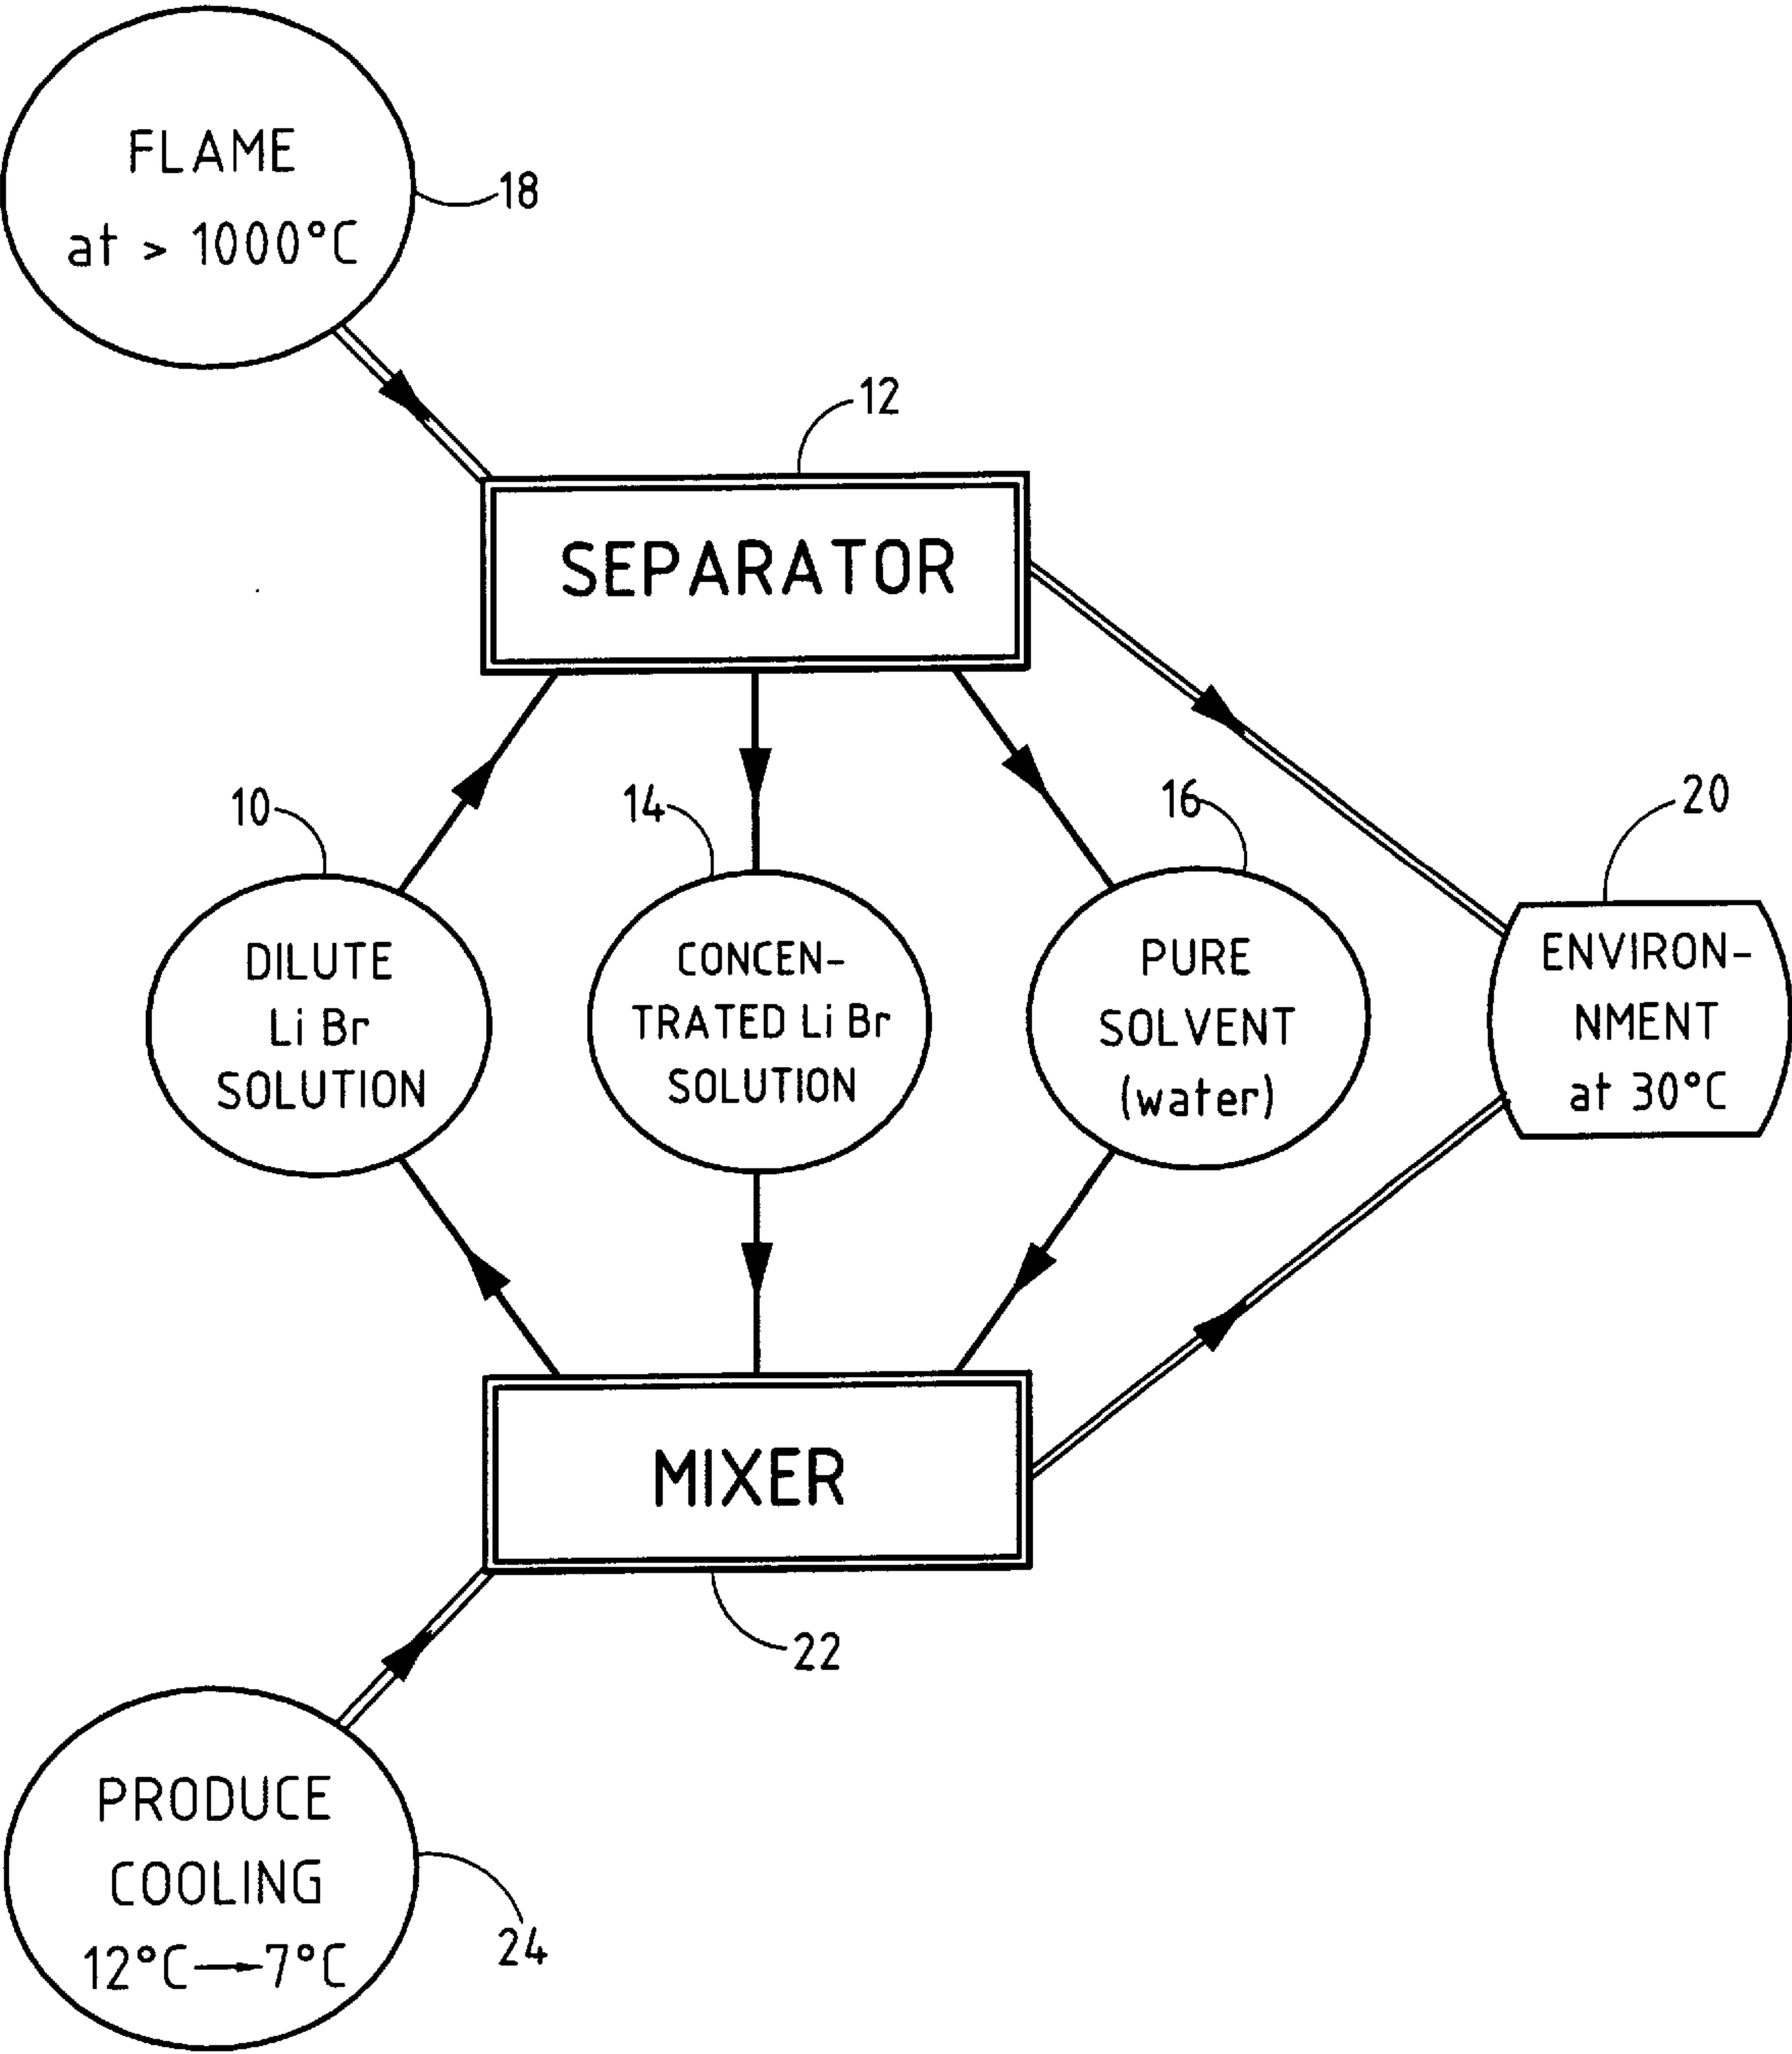 FLAME
at > 1000°C
18
12
SEPARATOR
10
14
16
20
DILUTE
Li Br
SOLUTION
CONCEN-
TRATED Li Br
SOLUTION
PURE
SOLVENT
(water)
ENVIRON-
NMENT
at 30°C
MIXER
22
PRODUCE
COOLING
12°C→7°C
24